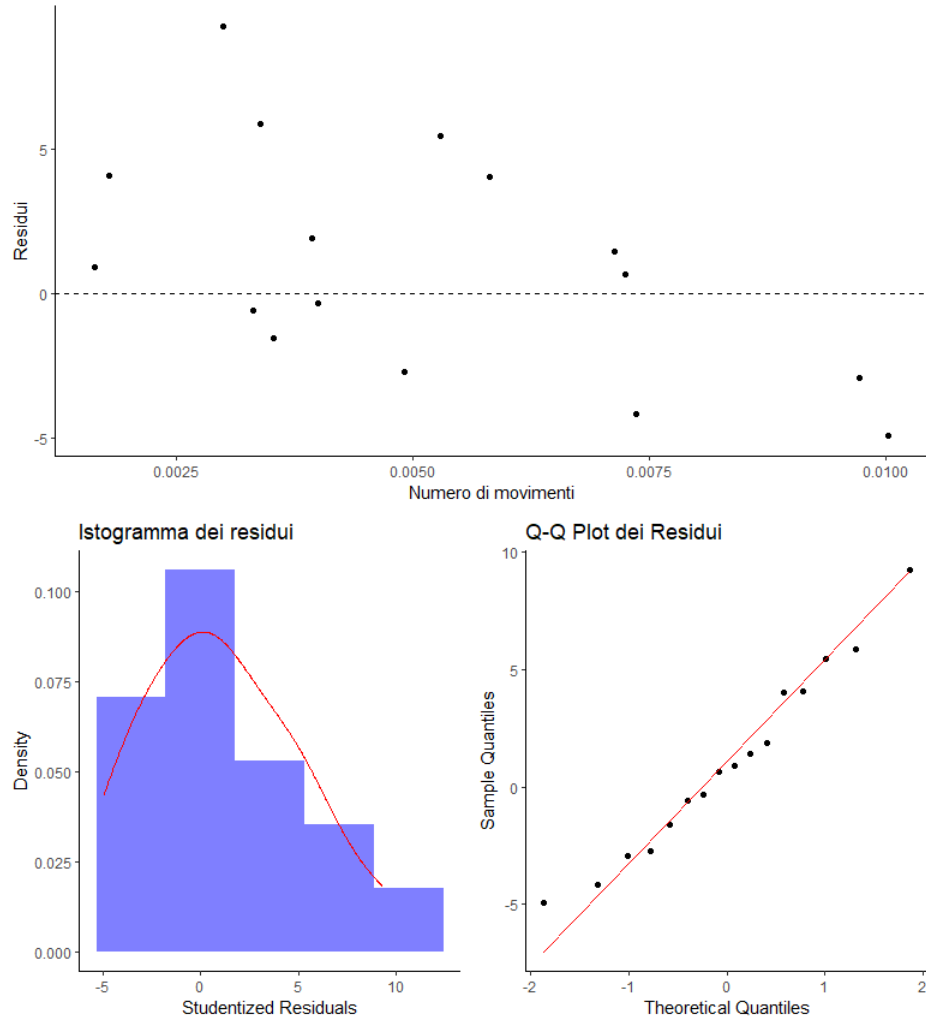 Residui
5
0
-5
0.0025 0.0050 0.0075 0.0100
Numero di movimenti
Istogramma dei residui
Density
0.100
0.075
0.050
0.025
0.000
-5 0 5 10
Studentized Residuals
Q-Q Plot dei Residui
Sample Quantiles
10
5
0
-5
-2 -1 0 1 2
Theoretical Quantiles